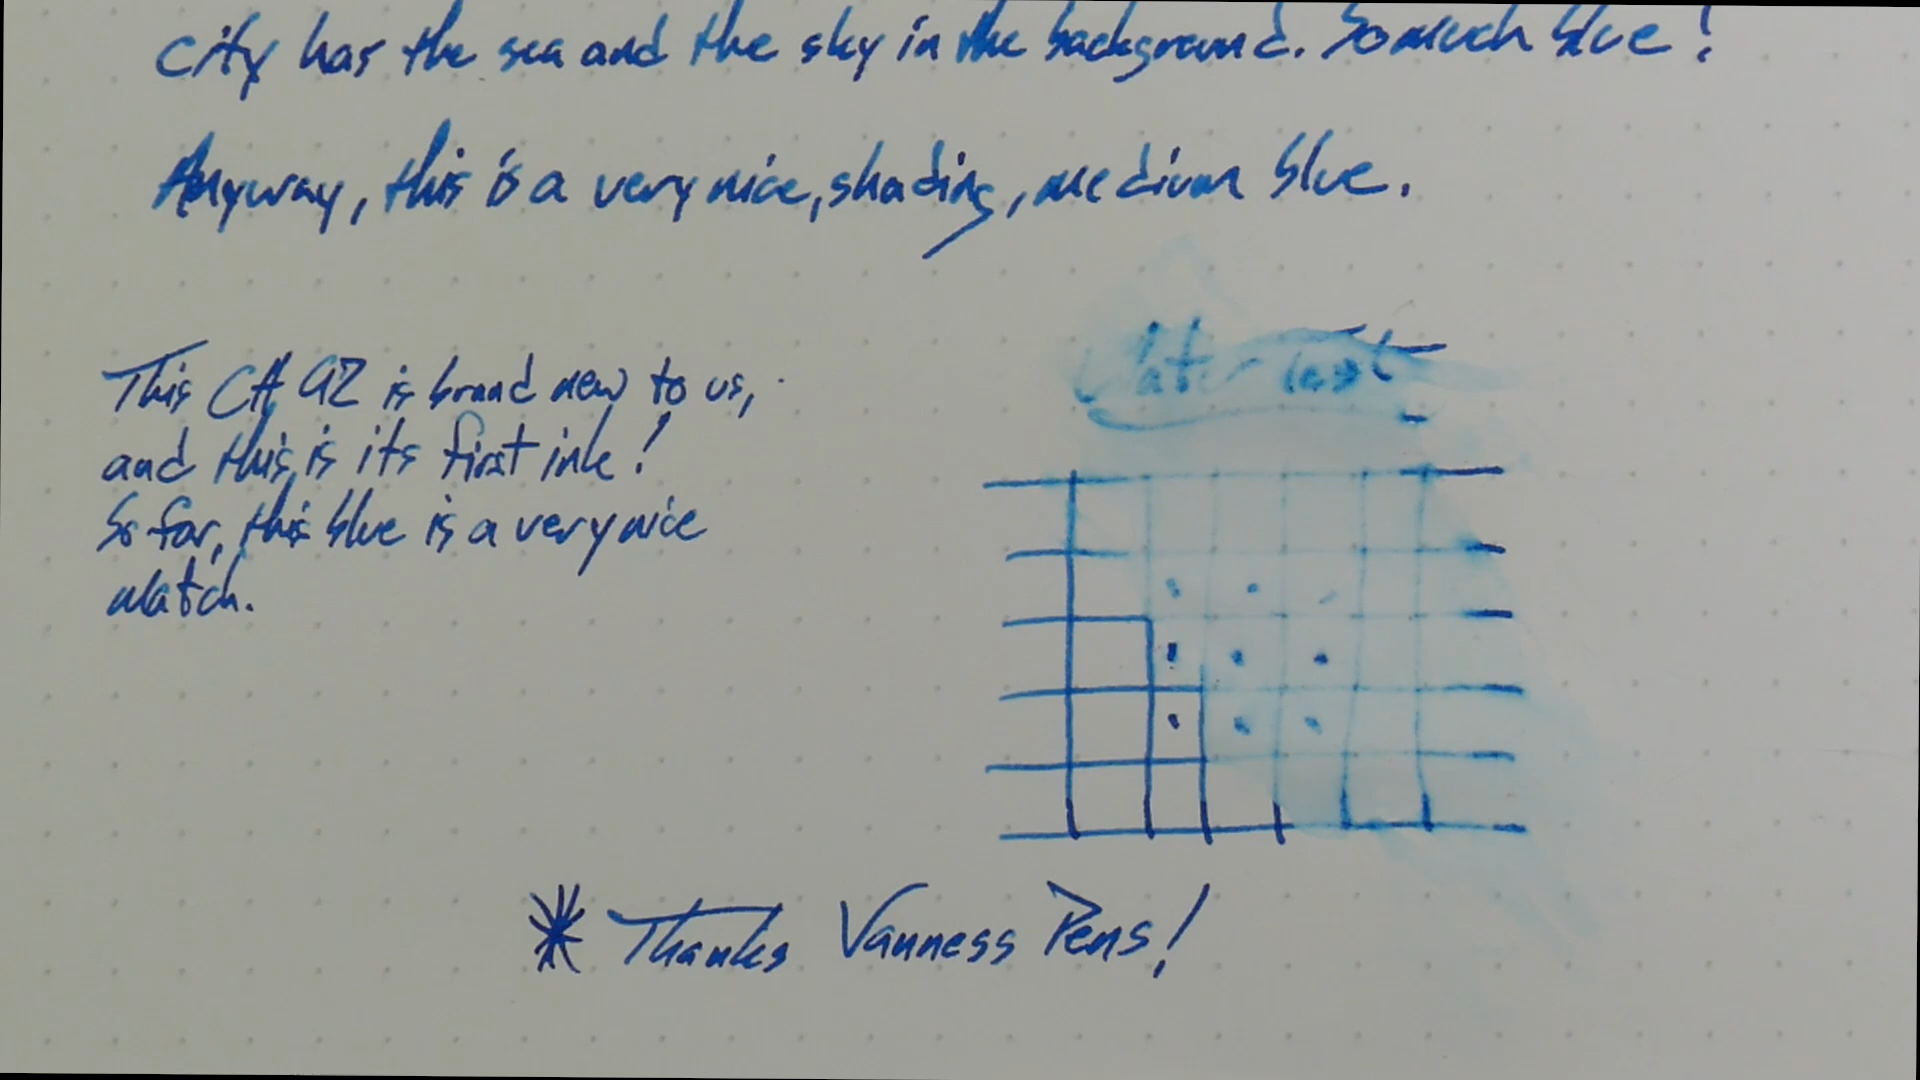 city has the sea and the sky in the background. So much blue!
Anyway, this is a very nice, shading, medium blue.
This CH 92 is brand new to us,
and this is its first ink!
So far, this blue is a very nice
match.
Water test
* Thanks Vanness Pens!